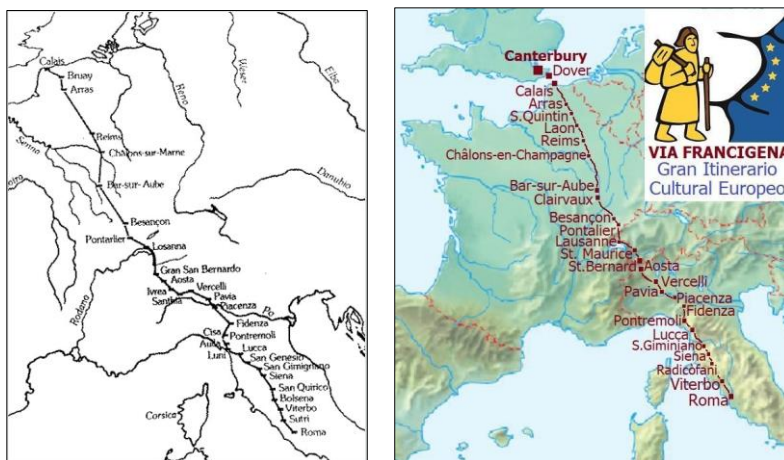 Calais
Bruay
Arras
Reims
Châlons-sur-Marne
Bar-sur-Aube
Besançon
Pontarlier
Losanna
Gran San Bernardo
Aosta
Ivrea
Vercelli
Santhià
Pavia
Piacenza
Fidenza
Cisa
Pontremoli
Aulla
Luni
Lucca
San Genesio
San Gimignano
Siena
San Quirico
Bolsena
Viterbo
Sutri
Roma
Corsica
Senna
Reno
Weser
Elba
Danubio
Rodano
Po
Canterbury
Dover
Calais
Arras
S.Quintin
Laon
Reims
Châlons-en-Champagne
Bar-sur-Aube
Clairvaux
Besançon
Pontalier
Lausanne
St. Maurice
St.Bernard
Aosta
Vercelli
Pavia
Piacenza
Fidenza
Pontremoli
Lucca
S.Giminiano
Siena
Radicofani
Viterbo
Roma
VIA FRANCIGENA
Gran Itinerario
Cultural Europeo